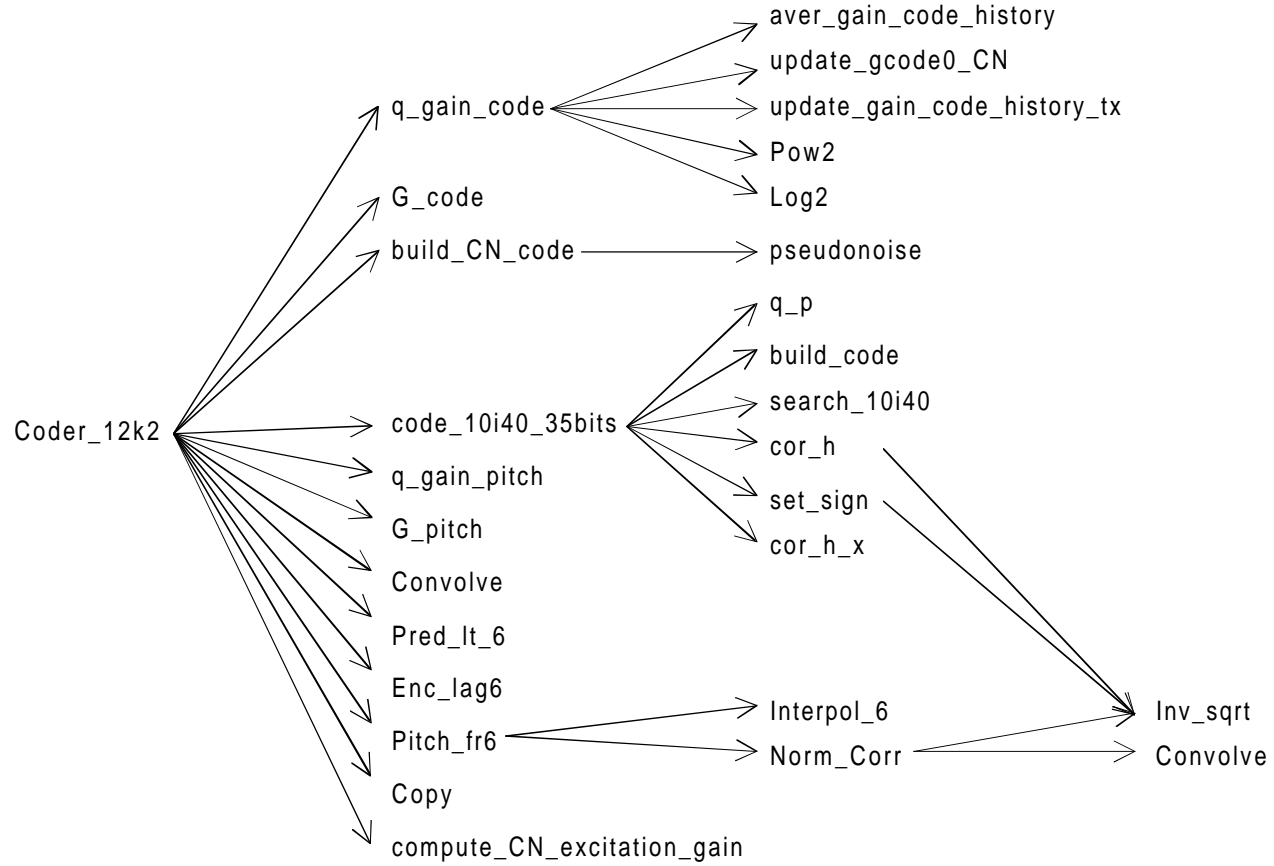 aver_gain_code_history
update_gcode0_CN
q_gain_code
update_gain_code_history_tx
Pow2
Log2
G_code
build_CN_code
pseudonoise
q_p
build_code
search_10i40
Coder_12k2
code_10i40_35bits
cor_h
q_gain_pitch
set_sign
G_pitch
cor_h_x
Convolve
Pred_lt_6
Enc_lag6
Interpol_6
Inv_sqrt
Pitch_fr6
Norm_Corr
Convolve
Copy
compute_CN_excitation_gain